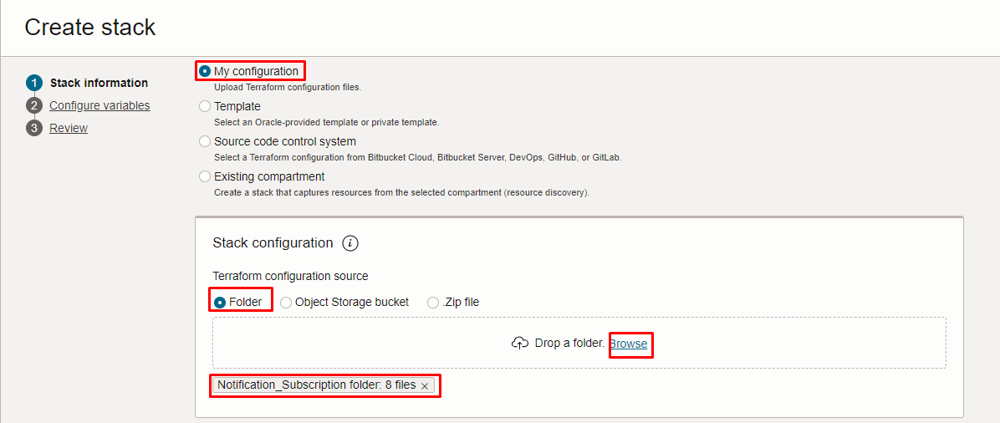 Create stack
1 Stack information
2 Configure variables
3 Review
My configuration
Upload Terraform configuration files.
Template
Select an Oracle-provided template or private template.
Source code control system
Select a Terraform configuration from Bitbucket Cloud, Bitbucket Server, DevOps, GitHub, or GitLab.
Existing compartment
Create a stack that captures resources from the selected compartment (resource discovery).
Stack configuration i
Terraform configuration source
Folder Object Storage bucket .Zip file
Drop a folder. Browse
Notification_Subscription folder: 8 files ×